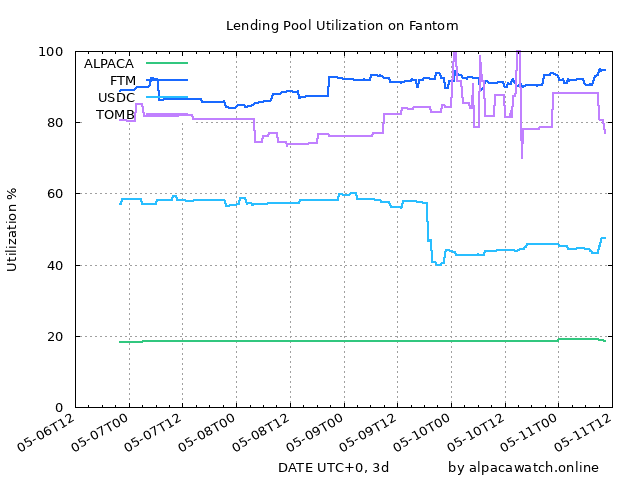 Lending Pool Utilization on Fantom
100
80
60
40
20
0
Utilization %
ALPACA
FTM
USDC
TOMB
05-06T12
05-07T00
05-07T12
05-08T00
05-08T12
05-09T00
05-09T12
05-10T00
05-10T12
05-11T00
05-11T12
DATE UTC+0, 3d
by alpacawatch.online